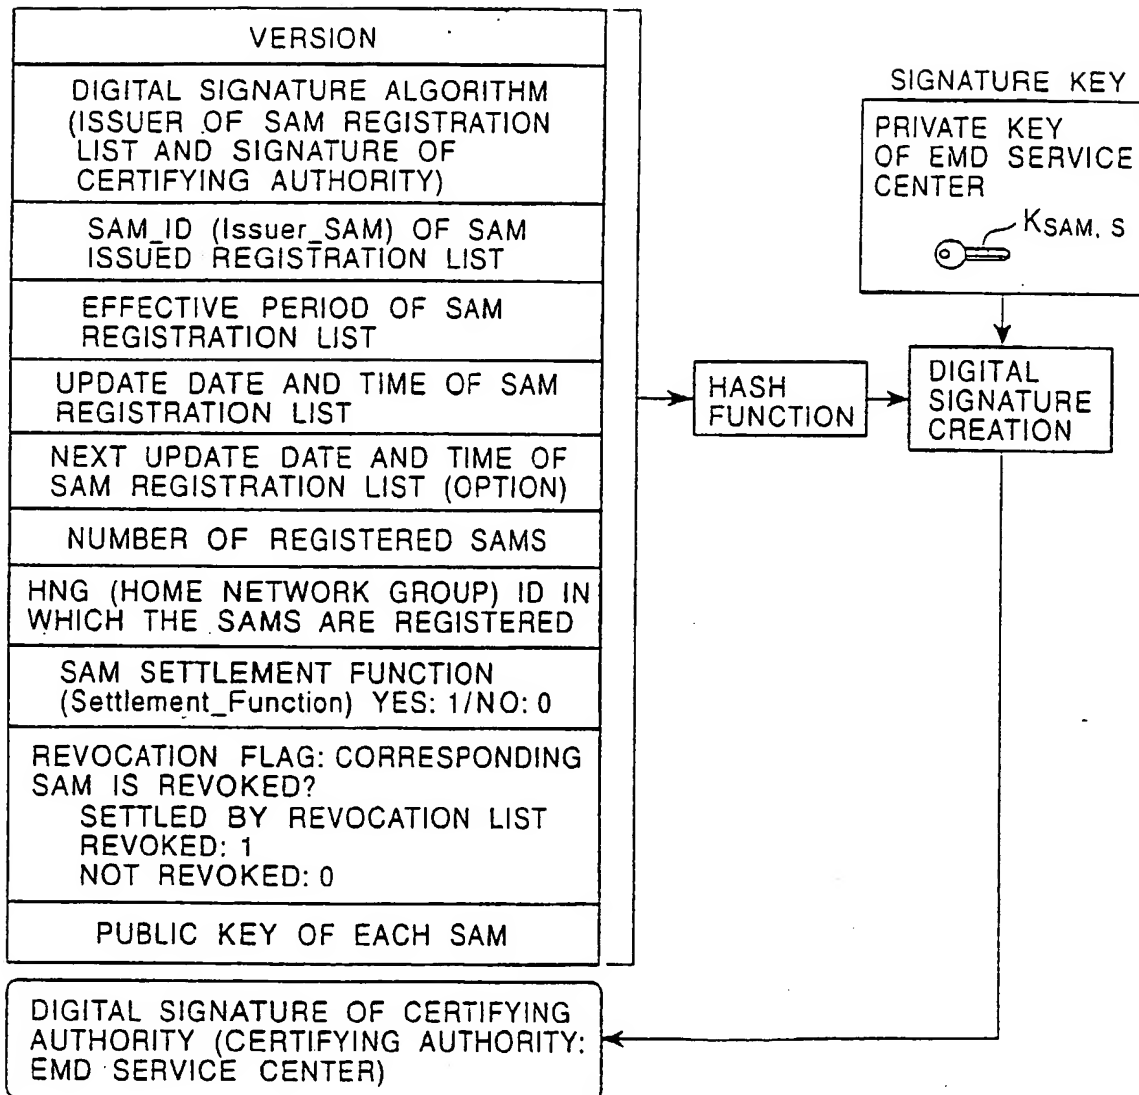 VERSION
DIGITAL SIGNATURE ALGORITHM
(ISSUER OF SAM REGISTRATION
LIST AND SIGNATURE OF
CERTIFYING AUTHORITY)
SAM_ID (Issuer_SAM) OF SAM
ISSUED REGISTRATION LIST
EFFECTIVE PERIOD OF SAM
REGISTRATION LIST
UPDATE DATE AND TIME OF SAM
REGISTRATION LIST
NEXT UPDATE DATE AND TIME OF
SAM REGISTRATION LIST (OPTION)
NUMBER OF REGISTERED SAMS
HNG (HOME NETWORK GROUP) ID IN
WHICH THE SAMS ARE REGISTERED
SAM SETTLEMENT FUNCTION
(Settlement_Function) YES: 1/NO: 0
REVOCATION FLAG: CORRESPONDING
SAM IS REVOKED?
SETTLED BY REVOCATION LIST
REVOKED: 1
NOT REVOKED: 0
PUBLIC KEY OF EACH SAM
DIGITAL SIGNATURE OF CERTIFYING
AUTHORITY (CERTIFYING AUTHORITY:
EMD SERVICE CENTER)
HASH
FUNCTION
SIGNATURE KEY
PRIVATE KEY
OF EMD SERVICE
CENTER
KSAM, S
DIGITAL
SIGNATURE
CREATION